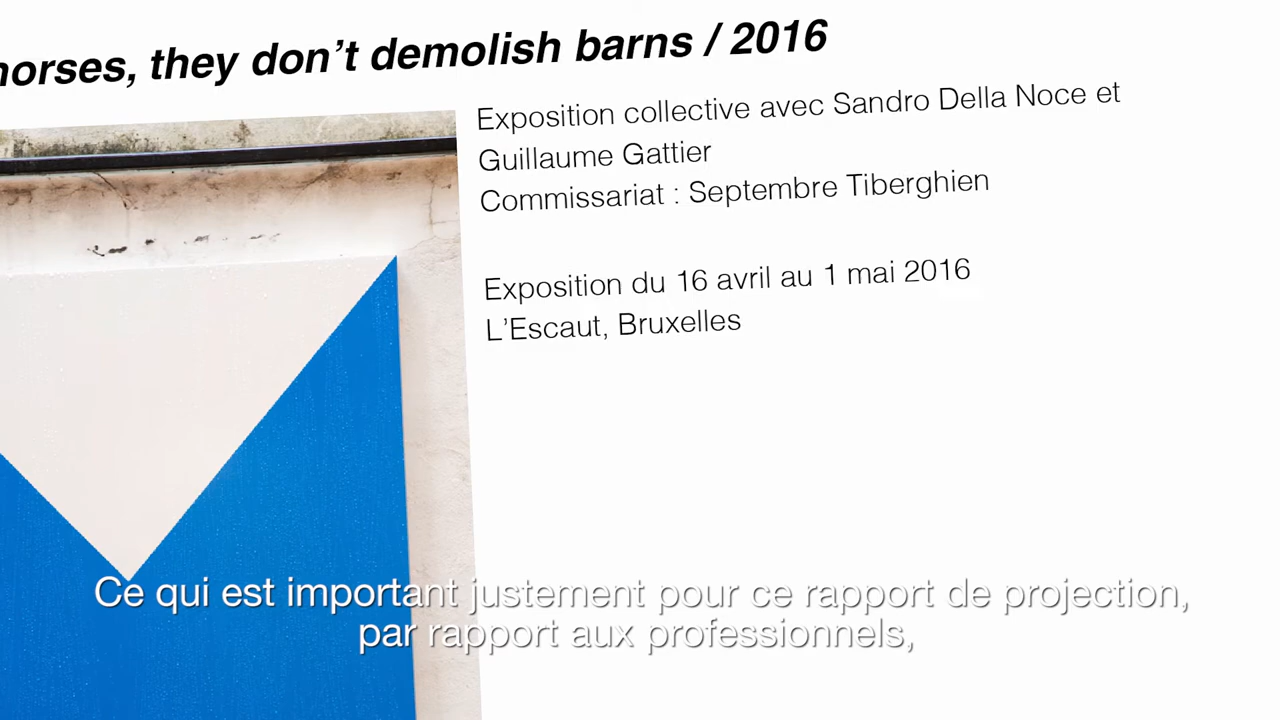 horses, they don't demolish barns / 2016
Exposition collective avec Sandro Della Noce et
Guillaume Gattier
Commissariat : Septembre Tiberghien
Exposition du 16 avril au 1 mai 2016
L'Escaut, Bruxelles
Ce qui est important justement pour ce rapport de projection,
par rapport aux professionnels,